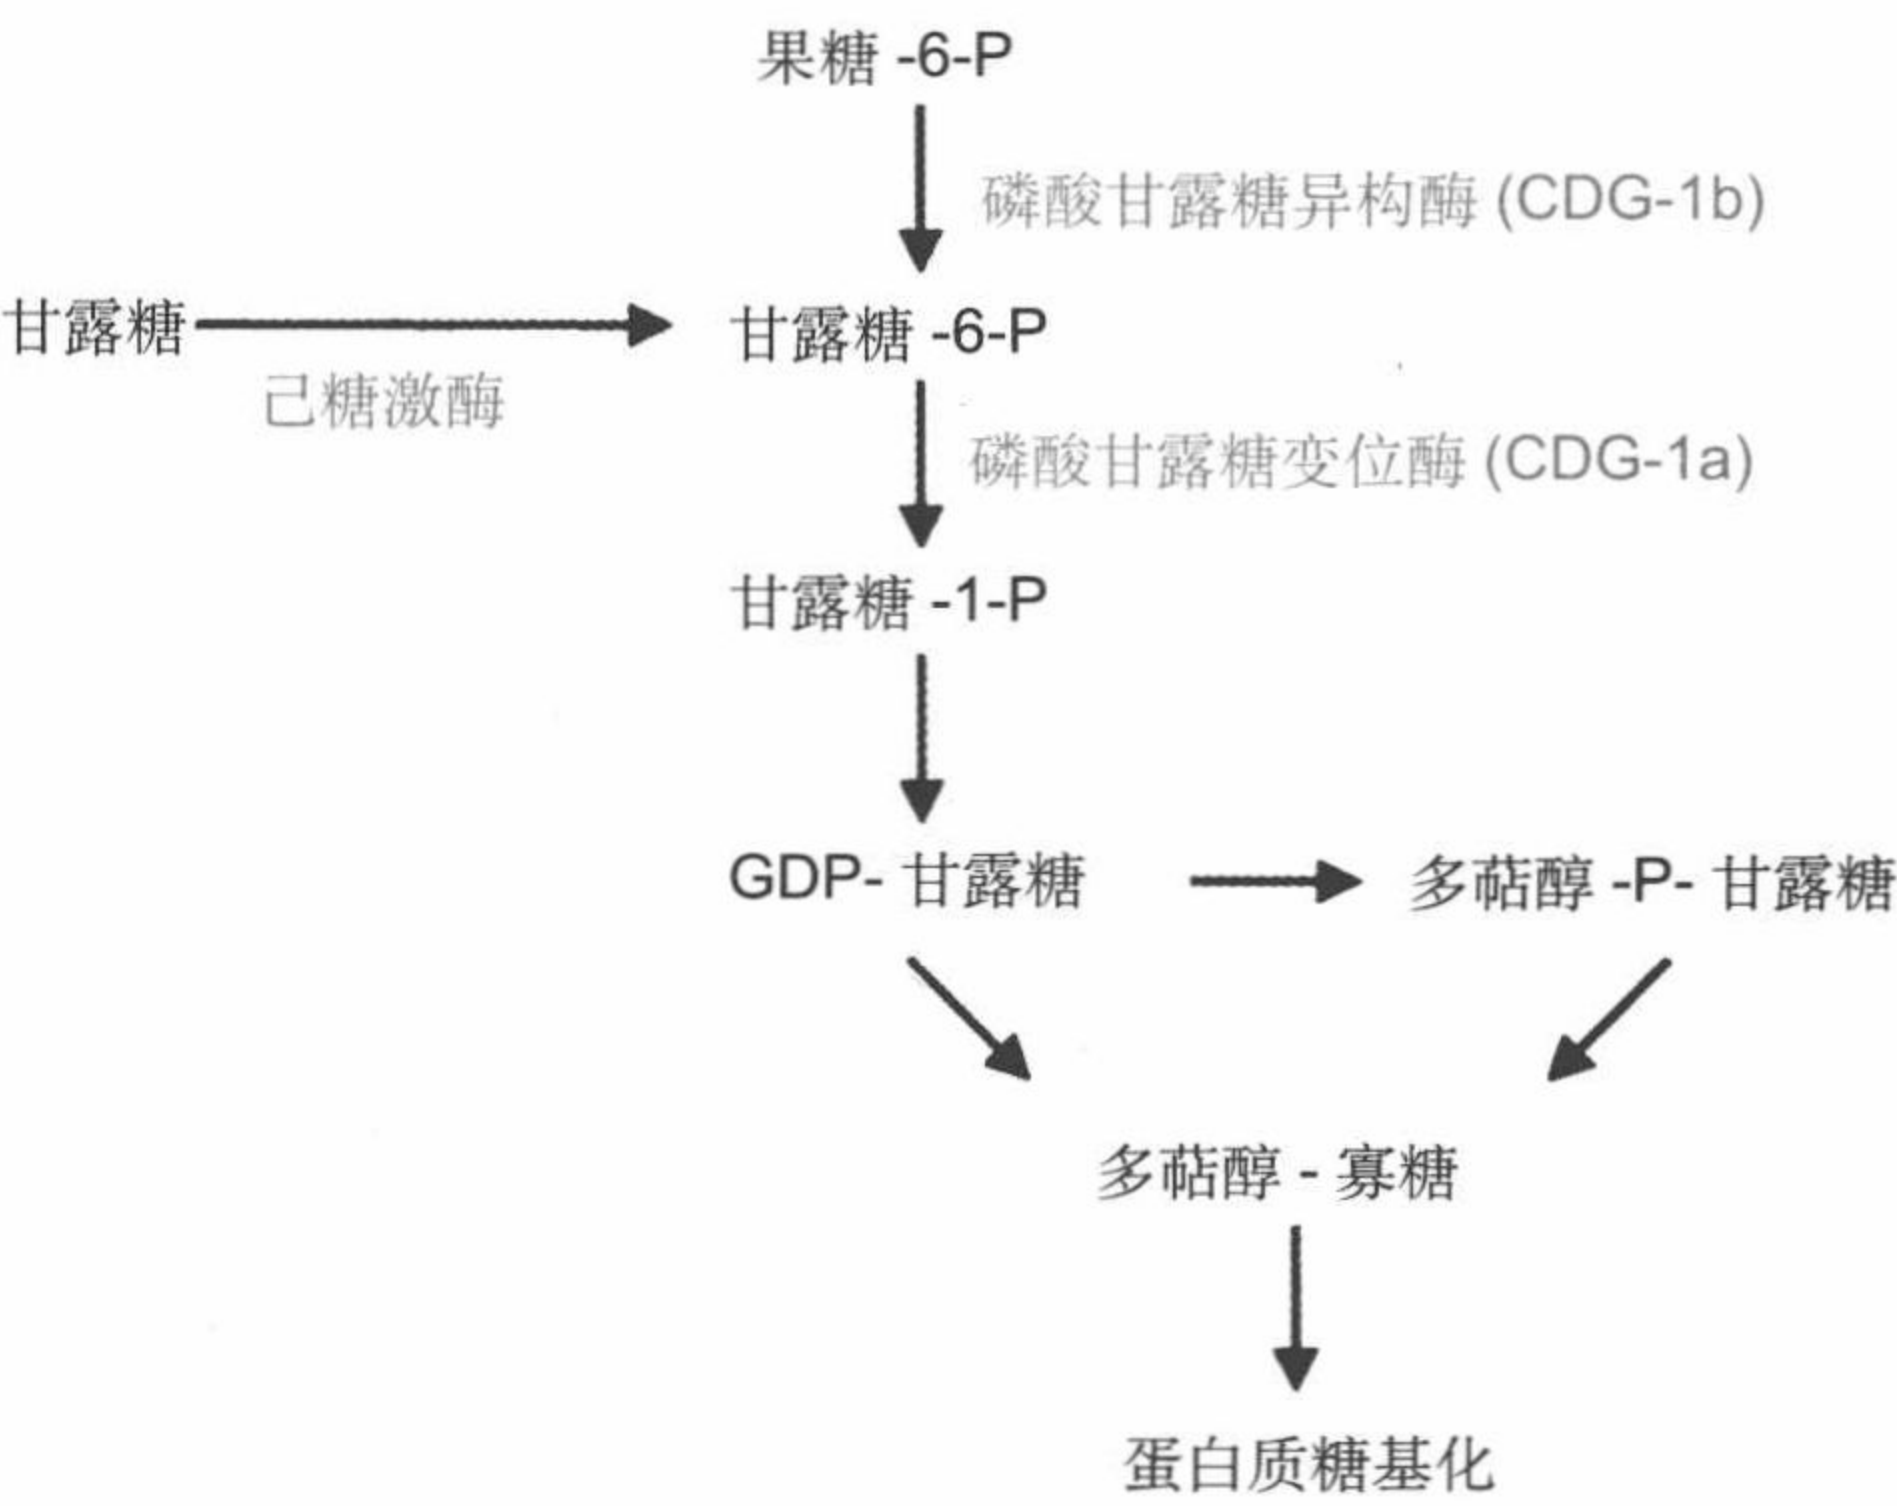 果糖 -6-P
磷酸甘露糖异构酶 (CDG-1b)
甘露糖
甘露糖 -6-P
己糖激酶
磷酸甘露糖变位酶 (CDG-1a)
甘露糖 -1-P
GDP- 甘露糖
多萜醇 -P- 甘露糖
多萜醇 - 寡糖
蛋白质糖基化